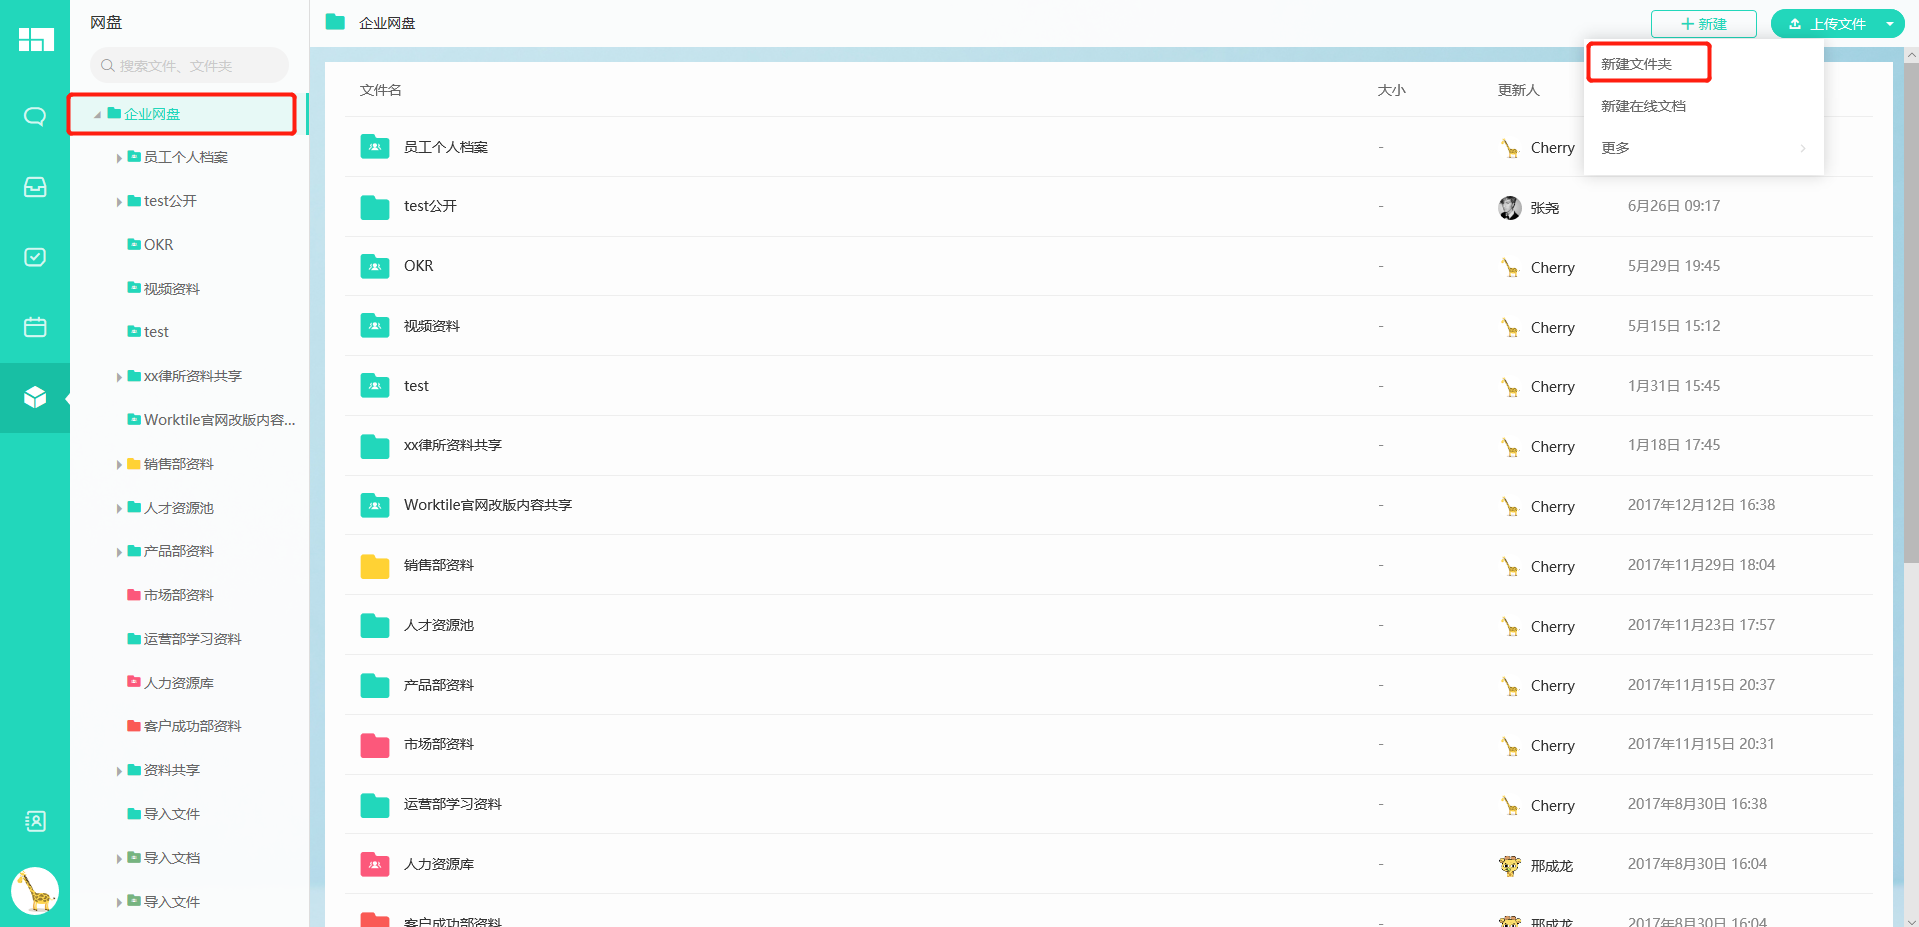 网盘
搜索文件、文件夹
企业网盘
员工个人档案
test公开
OKR
视频资料
test
xx律所资料共享
Worktile官网改版内容...
销售部资料
人才资源池
产品部资料
市场部资料
运营部学习资料
人力资源库
客户成功部资料
资料共享
导入文件
导入文档
导入文件
企业网盘
新建
上传文件
新建文件夹
新建在线文档
更多
文件名 大小 更新人
员工个人档案 - Cherry
test公开 - 张尧 6月26日 09:17
OKR - Cherry 5月29日 19:45
视频资料 - Cherry 5月15日 15:12
test - Cherry 1月31日 15:45
xx律所资料共享 - Cherry 1月18日 17:45
Worktile官网改版内容共享 - Cherry 2017年12月12日 16:38
销售部资料 - Cherry 2017年11月29日 18:04
人才资源池 - Cherry 2017年11月23日 17:57
产品部资料 - Cherry 2017年11月15日 20:37
市场部资料 - Cherry 2017年11月15日 20:31
运营部学习资料 - Cherry 2017年8月30日 16:38
人力资源库 - 邢成龙 2017年8月30日 16:04
客户成功部资料 - 邢成龙 2017年8月30日 16:04